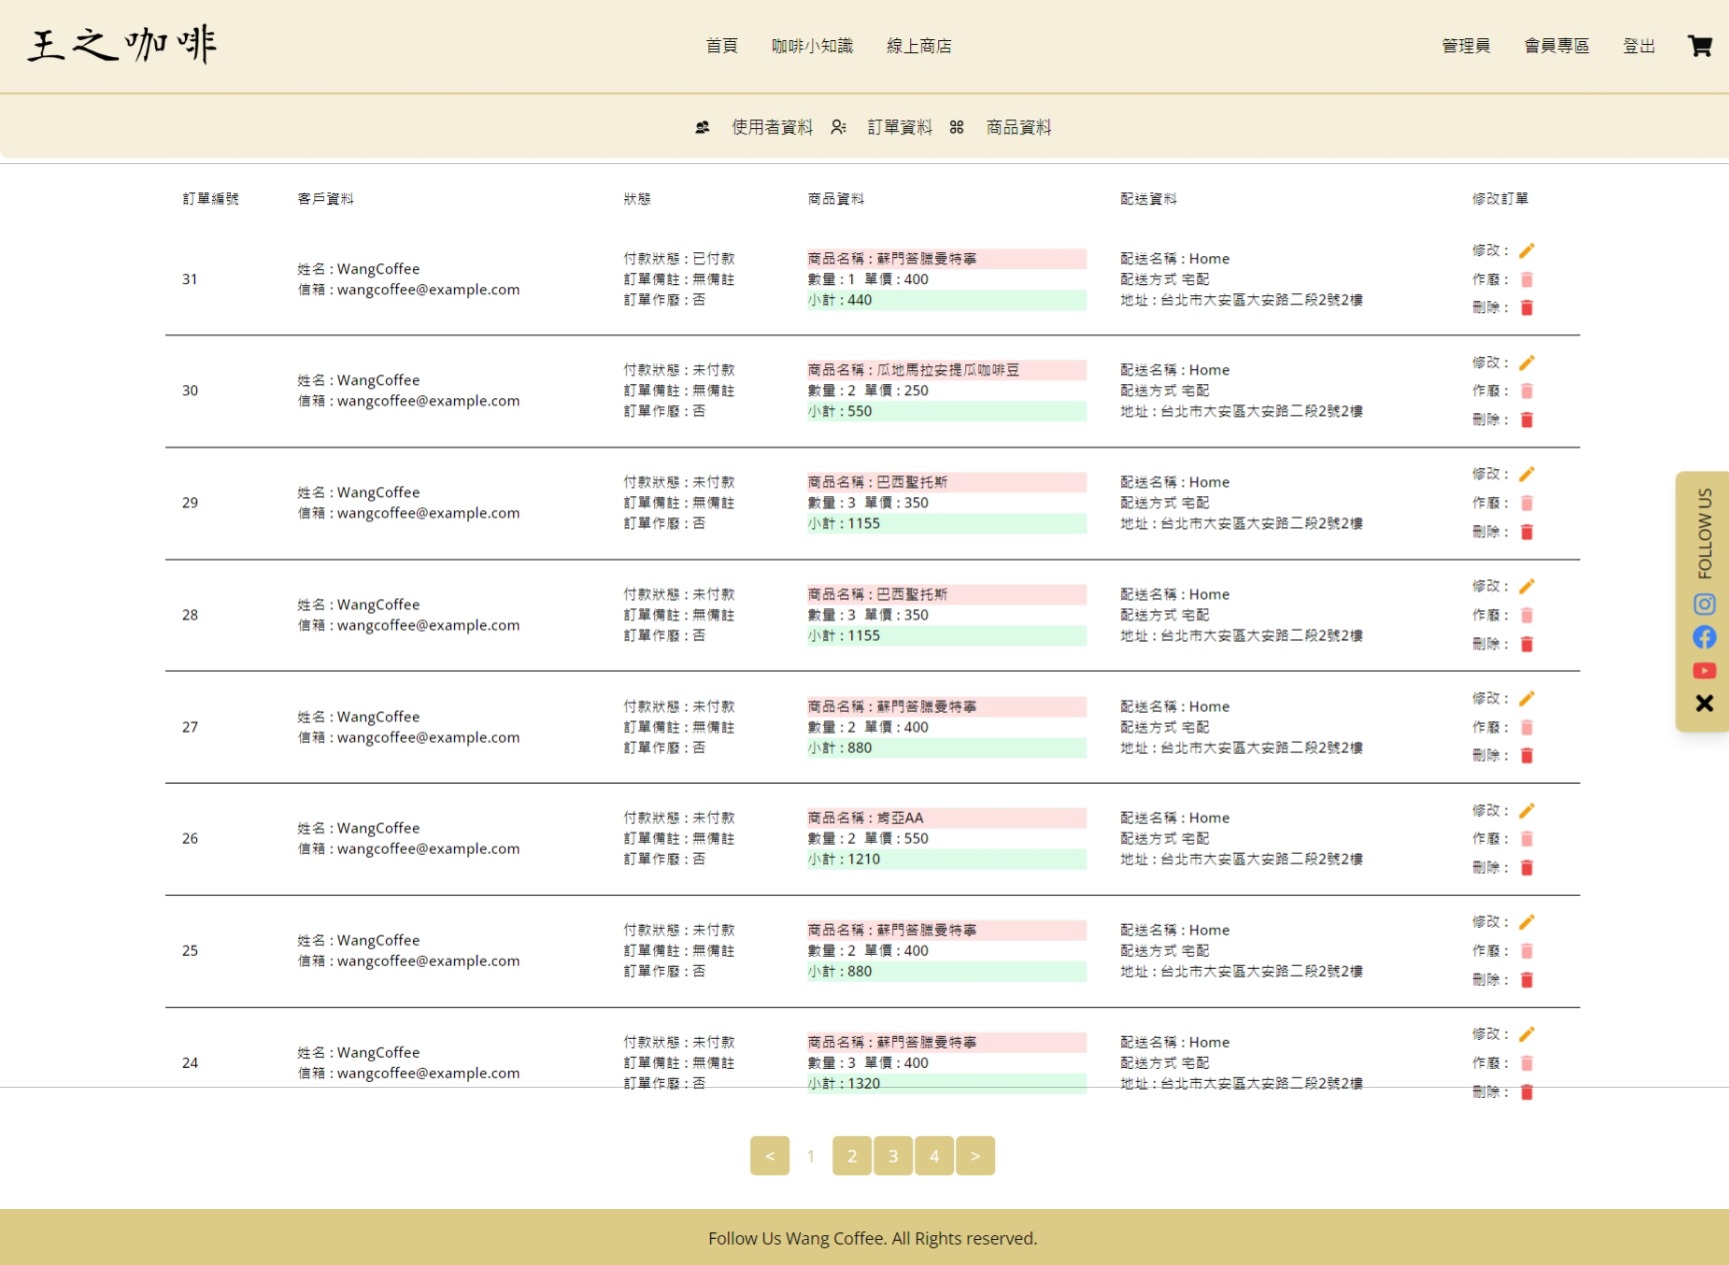 王之咖啡
首頁 咖啡小知識 線上商店
管理員 會員專區 登出
使用者資料 訂單資料 商品資料
訂單編號 客戶資料 狀態 商品資料 配送資料 修改訂單
31
姓名 : WangCoffee
信箱 : wangcoffee@example.com
付款狀態 : 已付款
訂單備註 : 無備註
訂單作廢 : 否
商品名稱 : 蘇門答臘曼特寧
數量 : 1 單價 : 400
小計 : 440
配送名稱 : Home
配送方式 宅配
地址 : 台北市大安區大安路二段2號2樓
修改 :
作廢 :
刪除 :
30
姓名 : WangCoffee
信箱 : wangcoffee@example.com
付款狀態 : 未付款
訂單備註 : 無備註
訂單作廢 : 否
商品名稱 : 瓜地馬拉安提瓜咖啡豆
數量 : 2 單價 : 250
小計 : 550
配送名稱 : Home
配送方式 宅配
地址 : 台北市大安區大安路二段2號2樓
修改 :
作廢 :
刪除 :
29
姓名 : WangCoffee
信箱 : wangcoffee@example.com
付款狀態 : 未付款
訂單備註 : 無備註
訂單作廢 : 否
商品名稱 : 巴西聖托斯
數量 : 3 單價 : 350
小計 : 1155
配送名稱 : Home
配送方式 宅配
地址 : 台北市大安區大安路二段2號2樓
修改 :
作廢 :
刪除 :
28
姓名 : WangCoffee
信箱 : wangcoffee@example.com
付款狀態 : 未付款
訂單備註 : 無備註
訂單作廢 : 否
商品名稱 : 巴西聖托斯
數量 : 3 單價 : 350
小計 : 1155
配送名稱 : Home
配送方式 宅配
地址 : 台北市大安區大安路二段2號2樓
修改 :
作廢 :
刪除 :
27
姓名 : WangCoffee
信箱 : wangcoffee@example.com
付款狀態 : 未付款
訂單備註 : 無備註
訂單作廢 : 否
商品名稱 : 蘇門答臘曼特寧
數量 : 2 單價 : 400
小計 : 880
配送名稱 : Home
配送方式 宅配
地址 : 台北市大安區大安路二段2號2樓
修改 :
作廢 :
刪除 :
26
姓名 : WangCoffee
信箱 : wangcoffee@example.com
付款狀態 : 未付款
訂單備註 : 無備註
訂單作廢 : 否
商品名稱 : 肯亞AA
數量 : 2 單價 : 550
小計 : 1210
配送名稱 : Home
配送方式 宅配
地址 : 台北市大安區大安路二段2號2樓
修改 :
作廢 :
刪除 :
25
姓名 : WangCoffee
信箱 : wangcoffee@example.com
付款狀態 : 未付款
訂單備註 : 無備註
訂單作廢 : 否
商品名稱 : 蘇門答臘曼特寧
數量 : 2 單價 : 400
小計 : 880
配送名稱 : Home
配送方式 宅配
地址 : 台北市大安區大安路二段2號2樓
修改 :
作廢 :
刪除 :
24
姓名 : WangCoffee
信箱 : wangcoffee@example.com
付款狀態 : 未付款
訂單備註 : 無備註
訂單作廢 : 否
商品名稱 : 蘇門答臘曼特寧
數量 : 3 單價 : 400
小計 : 1320
配送名稱 : Home
配送方式 宅配
地址 : 台北市大安區大安路二段2號2樓
修改 :
作廢 :
刪除 :
FOLLOW US
< 1 2 3 4 >
Follow Us Wang Coffee. All Rights reserved.